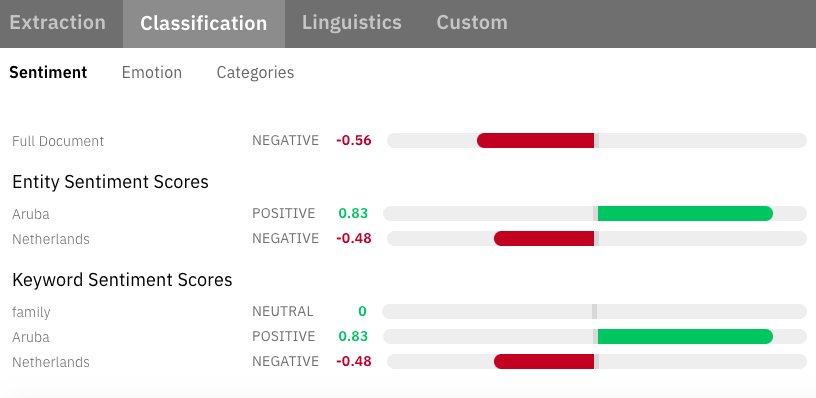 Extraction Classification Linguistics Custom
Sentiment Emotion Categories
Full Document NEGATIVE -0.56
Entity Sentiment Scores
Aruba POSITIVE 0.83
Netherlands NEGATIVE -0.48
Keyword Sentiment Scores
family NEUTRAL 0
Aruba POSITIVE 0.83
Netherlands NEGATIVE -0.48